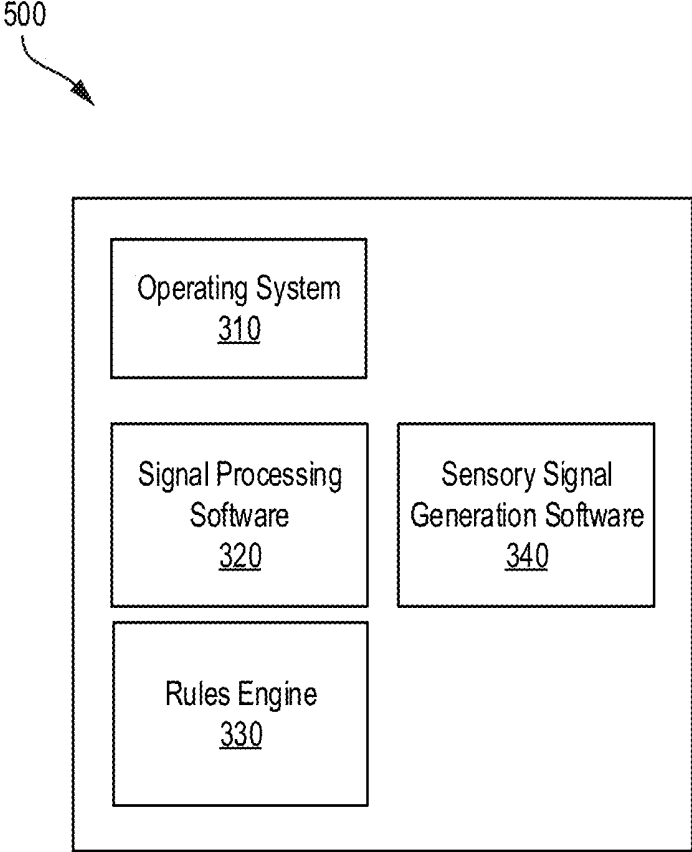 500
Operating System
310
Signal Processing
Software
320
Sensory Signal
Generation Software
340
Rules Engine
330